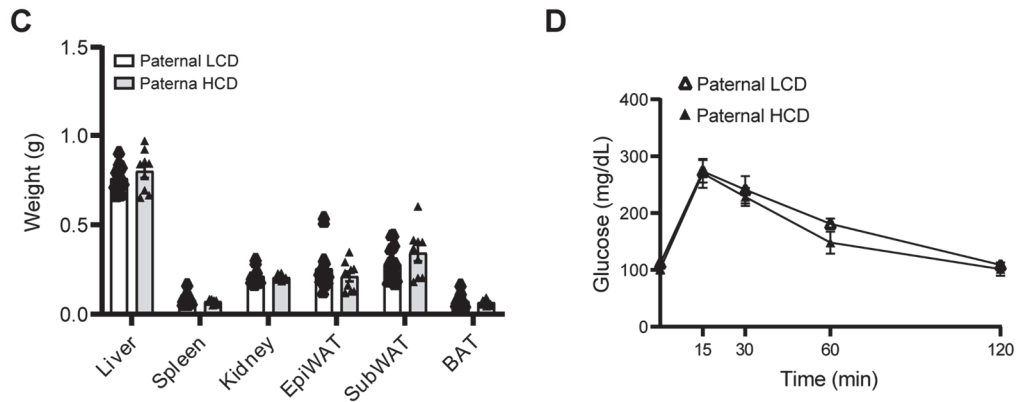 C
1.5
1.0
0.5
0.0
Weight (g)
Paternal LCD
Paterna HCD
Liver
Spleen
Kidney
EpiWAT
SubWAT
BAT
D
Paternal LCD
Paternal HCD
400
300
200
100
0
Glucose (mg/dL)
15
30
60
120
Time (min)